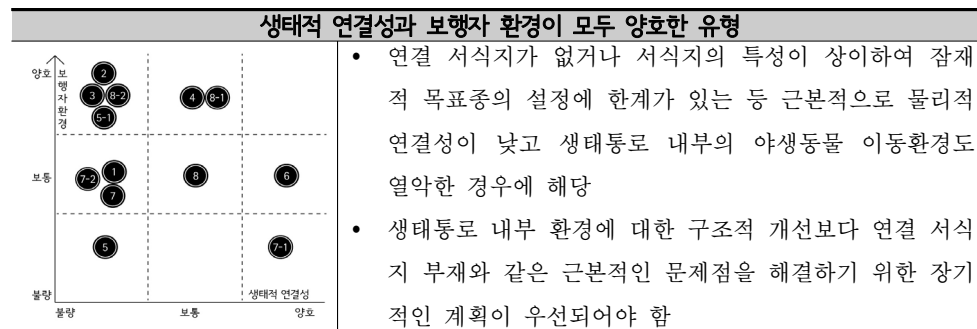 생태적 연결성과 보행자 환경이 모두 양호한 유형
양호
보행자환경
2
3 8-2
5-1
4 8-1
보통
7-2 1
7
8
6
5
7-1
불량
생태적 연결성
불량 보통 양호
• 연결 서식지가 없거나 서식지의 특성이 상이하여 잠재
적 목표종의 설정에 한계가 있는 등 근본적으로 물리적
연결성이 낮고 생태통로 내부의 야생동물 이동환경도
열악한 경우에 해당
• 생태통로 내부 환경에 대한 구조적 개선보다 연결 서식
지 부재와 같은 근본적인 문제점을 해결하기 위한 장기
적인 계획이 우선되어야 함